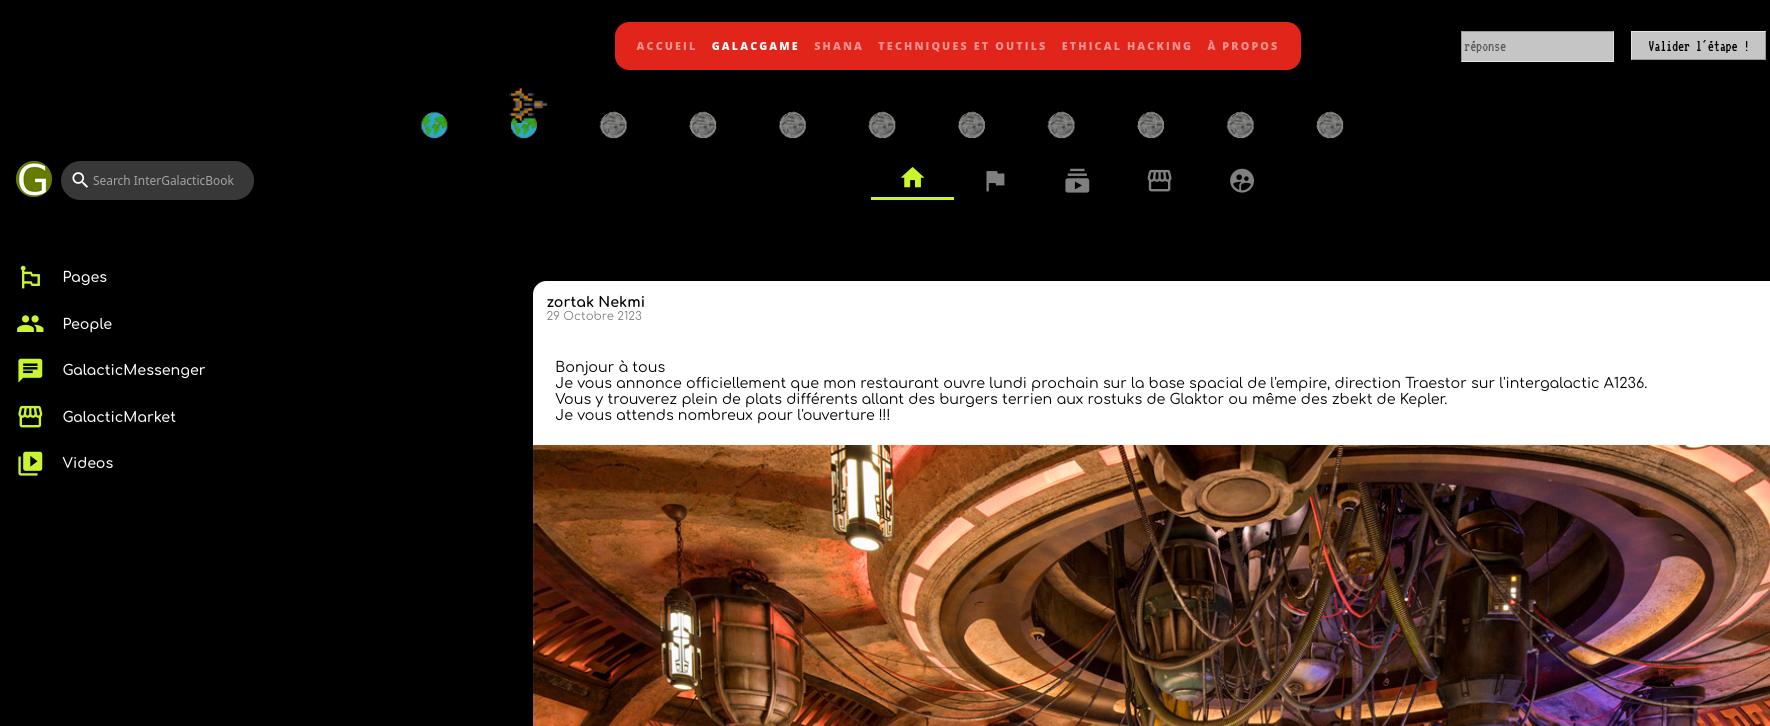 ACCUEIL GALACGAME SHANA TECHNIQUES ET OUTILS ETHICAL HACKING À PROPOS
réponse
Valider l'étape !
G
Search InterGalacticBook
Pages
People
GalacticMessenger
GalacticMarket
Videos
zortak Nekmi
29 Octobre 2123
Bonjour à tous
Je vous annonce officiellement que mon restaurant ouvre lundi prochain sur la base spacial de l'empire, direction Traestor sur l'intergalactic A1236.
Vous y trouverez plein de plats différents allant des burgers terrien aux rostuks de Glaktor ou même des zbekt de Kepler.
Je vous attends nombreux pour l'ouverture !!!